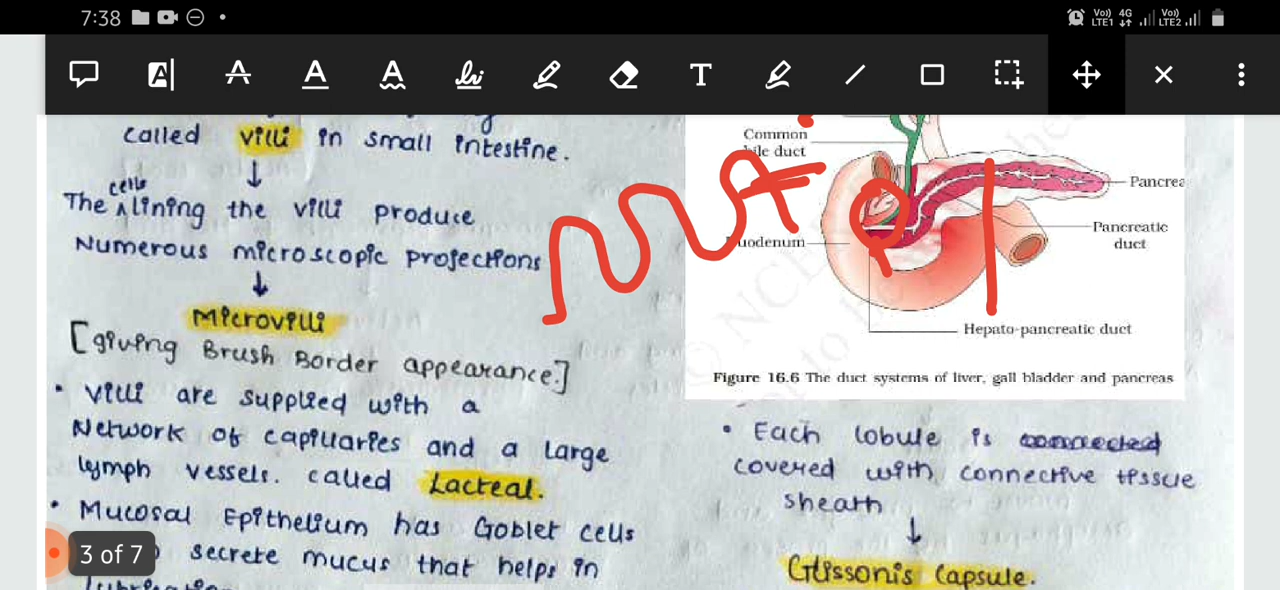 7:38
Vo) LTE1 4G Vo) LTE2
called villi in small intestine.
The cells lining the villi produce
Numerous microscopic projections
Microvilli
[giving Brush Border appearance.]
• Villi are supplied with a
Network of capillaries and a large
lymph vessels. called Lacteal.
• Mucosal Epithelium has Goblet cells
secrete mucus that helps in
3 of 7
Common
bile duct
Pancrea
Pancreatic
duct
Duodenum
Hepato-pancreatic duct
Figure 16.6 The duct systems of liver, gall bladder and pancreas
• Each lobule is connected
covered with connective tissue
sheath
Glissonis Capsule.